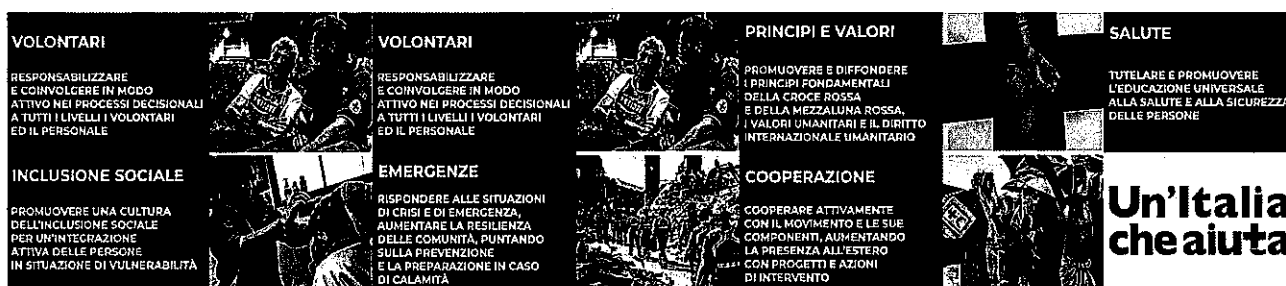 VOLONTARI
RESPONSABILIZZARE
E COINVOLGERE IN MODO
ATTIVO NEI PROCESSI DECISIONALI
A TUTTI I LIVELLI I VOLONTARI
ED IL PERSONALE
VOLONTARI
RESPONSABILIZZARE
E COINVOLGERE IN MODO
ATTIVO NEI PROCESSI DECISIONALI
A TUTTI I LIVELLI I VOLONTARI
ED IL PERSONALE
PRINCIPI E VALORI
PROMUOVERE E DIFFONDERE
I PRINCIPI FONDAMENTALI
DELLA CROCE ROSSA
E DELLA MEZZALUNA ROSSA,
I VALORI UMANITARI E IL DIRITTO
INTERNAZIONALE UMANITARIO
SALUTE
TUTELARE E PROMUOVERE
L'EDUCAZIONE UNIVERSALE
ALLA SALUTE E ALLA SICUREZZA
DELLE PERSONE
INCLUSIONE SOCIALE
PROMUOVERE UNA CULTURA
DELL'INCLUSIONE SOCIALE
PER UN'INTEGRAZIONE
ATTIVA DELLE PERSONE
IN SITUAZIONE DI VULNERABILITÀ
EMERGENZE
RISPONDERE ALLE SITUAZIONI
DI CRISI E DI EMERGENZA,
AUMENTARE LA RESILIENZA
DELLE COMUNITÀ, PUNTANDO
SULLA PREVENZIONE
E LA PREPARAZIONE IN CASO
DI CALAMITÀ
COOPERAZIONE
COOPERARE ATTIVAMENTE
CON IL MOVIMENTO E LE SUE
COMPONENTI, AUMENTANDO
LA PRESENZA ALL'ESTERO
CON PROGETTI E AZIONI
DI INTERVENTO
Un'Italia
che aiuta